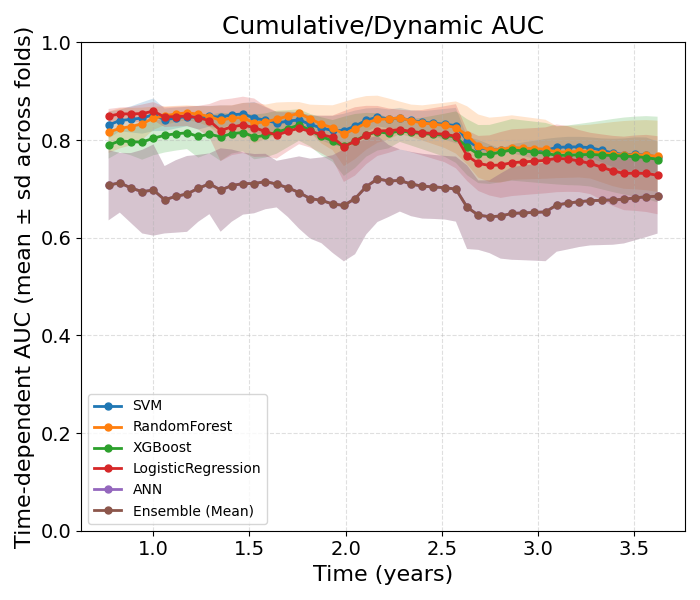 Cumulative/Dynamic AUC
Time-dependent AUC (mean ± sd across folds)
1.0
0.8
0.6
0.4
0.2
0.0
SVM
RandomForest
XGBoost
LogisticRegression
ANN
Ensemble (Mean)
1.0 1.5 2.0 2.5 3.0 3.5
Time (years)